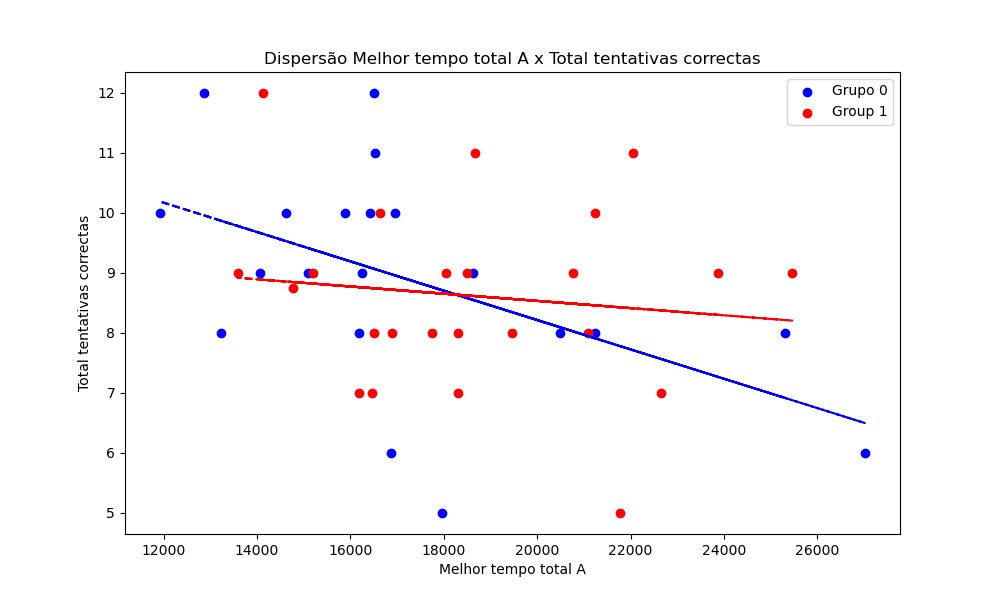 Dispersão Melhor tempo total A x Total tentativas correctas
Grupo 0
Group 1
Total tentativas correctas
12
11
10
9
8
7
6
5
12000 14000 16000 18000 20000 22000 24000 26000
Melhor tempo total A